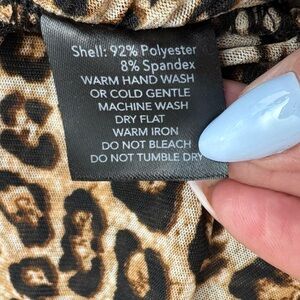 Shell: 92% Polyester
8% Spandex
WARM HAND WASH
OR COLD GENTLE
MACHINE WASH
DRY FLAT
WARM IRON
DO NOT BLEACH
DO NOT TUMBLE DRY